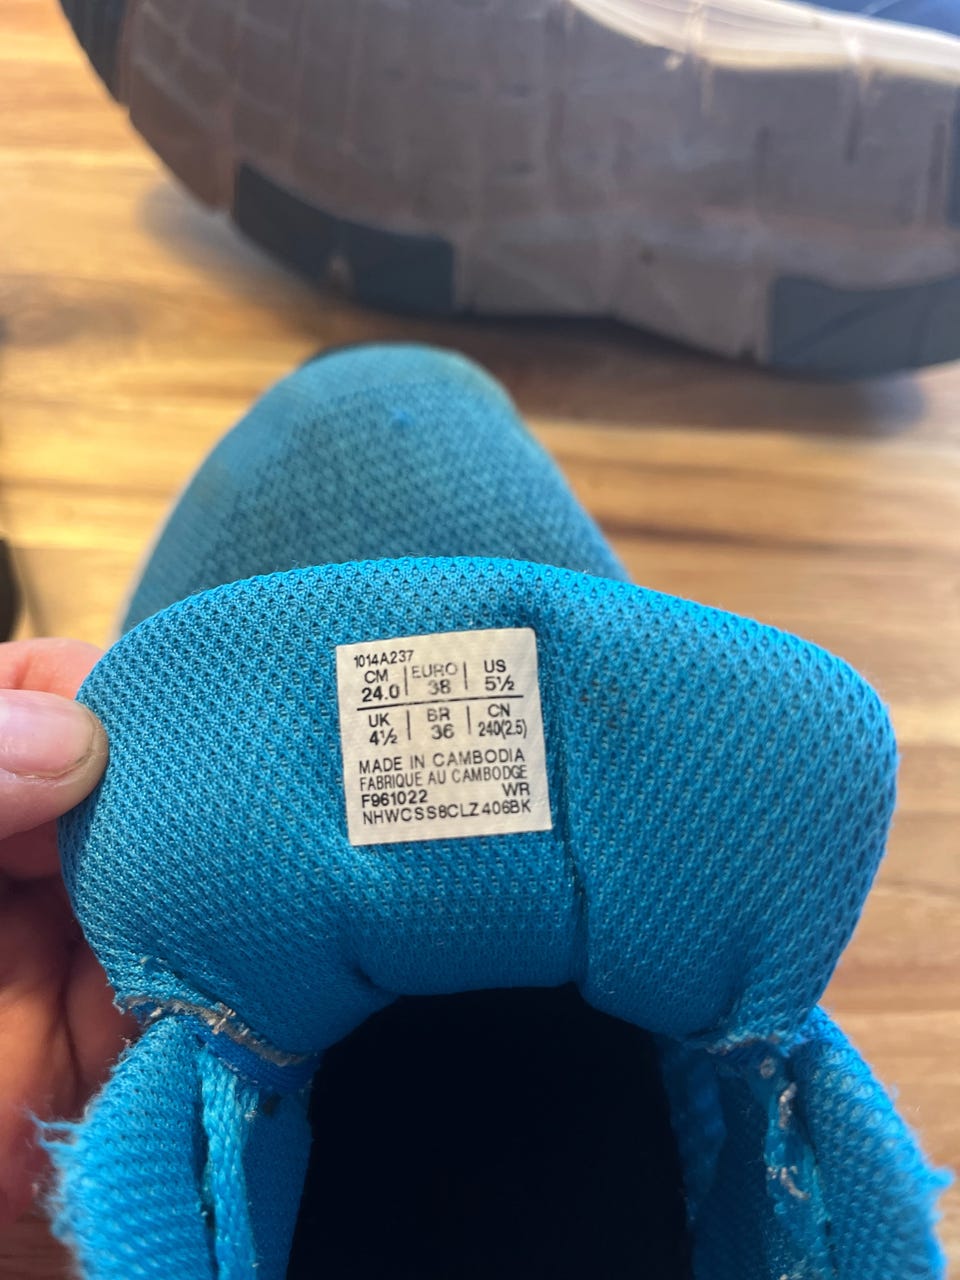 1014A237
CM EURO US
24.0 38 5½
UK BR CN
4½ 36 240(2.5)
MADE IN CAMBODIA
FABRIQUE AU CAMBODGE
F961022 WR
NHWCSS8CLZ406BK